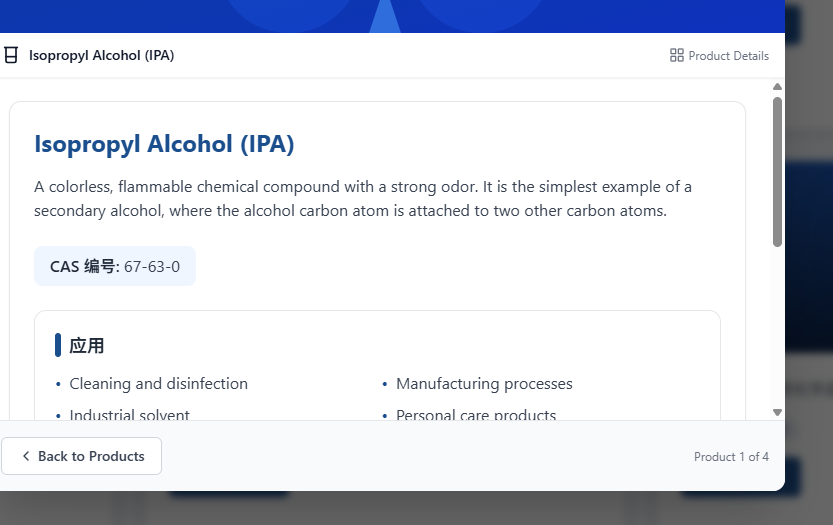 Isopropyl Alcohol (IPA)
Product Details
Isopropyl Alcohol (IPA)
A colorless, flammable chemical compound with a strong odor. It is the simplest example of a
secondary alcohol, where the alcohol carbon atom is attached to two other carbon atoms.
CAS 编号: 67-63-0
应用
• Cleaning and disinfection
• Manufacturing processes
• Industrial solvent
• Personal care products
Back to Products
Product 1 of 4